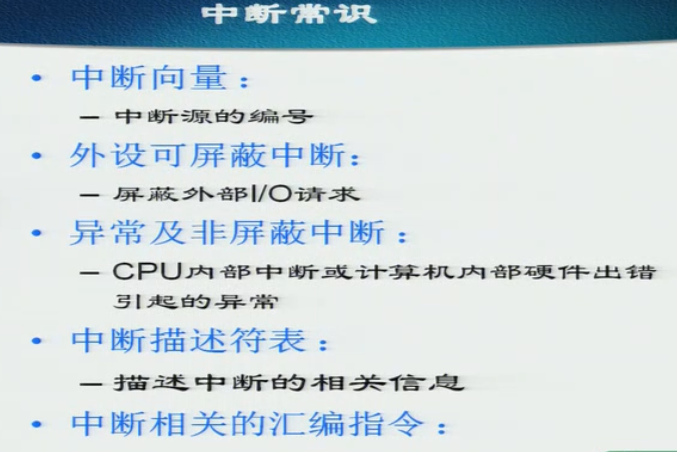 中断常识
• 中断向量：
– 中断源的编号
• 外设可屏蔽中断：
– 屏蔽外部I/O请求
• 异常及非屏蔽中断：
– CPU内部中断或计算机内部硬件出错
引起的异常
• 中断描述符表：
– 描述中断的相关信息
• 中断相关的汇编指令：